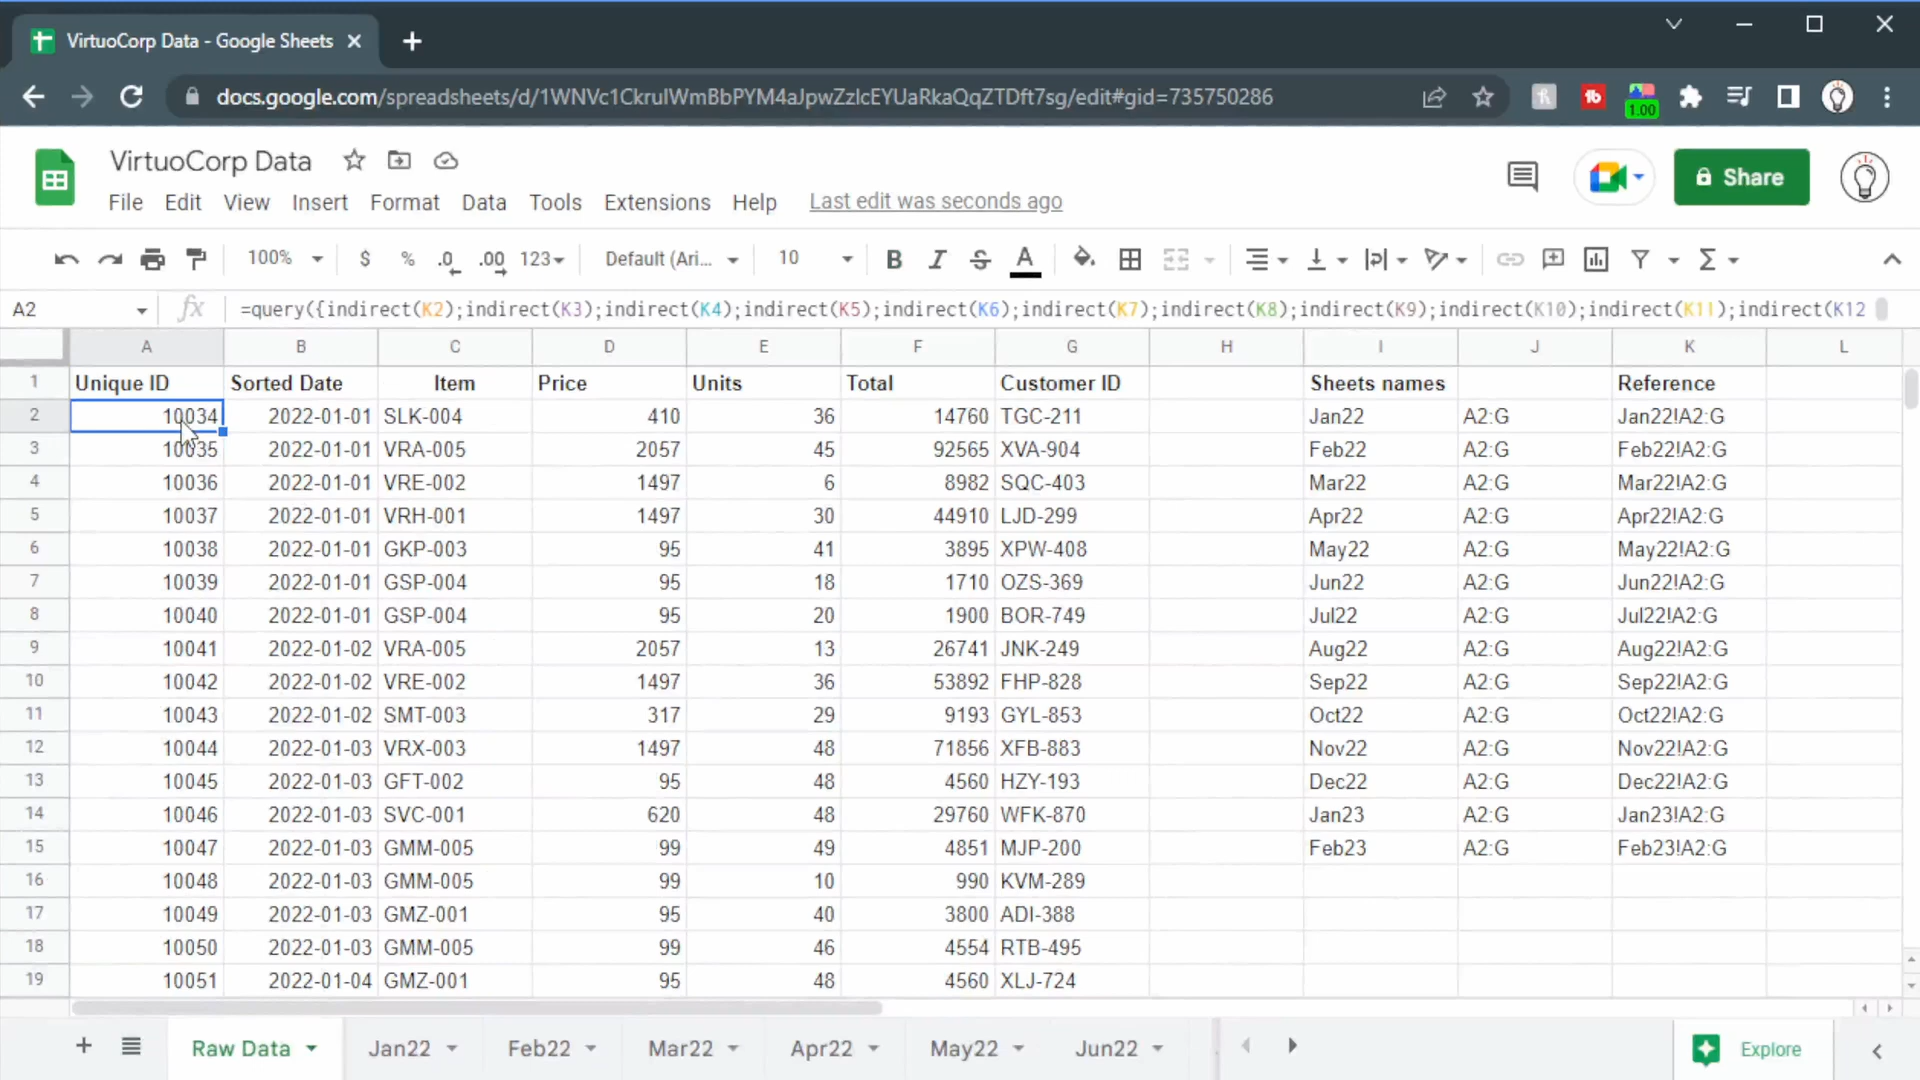 VirtuoCorp Data - Google Sheets
docs.google.com/spreadsheets/d/1WNVc1CkruIWmBbPYM4aJpwZzlcEYUaRkaQqZTDft7sg/edit#gid=735750286
1.00
VirtuoCorp Data
Share
File Edit View Insert Format Data Tools Extensions Help Last edit was seconds ago
100% $ % .0 .00 123 Default (Ari... 10 B I S A Σ
A2 fx =query({indirect(K2);indirect(K3);indirect(K4);indirect(K5);indirect(K6);indirect(K7);indirect(K8);indirect(K9);indirect(K10);indirect(K11);indirect(K12
A B C D E F G H I J K L
1 Unique ID Sorted Date Item Price Units Total Customer ID Sheets names Reference
2 10034 2022-01-01 SLK-004 410 36 14760 TGC-211 Jan22 A2:G Jan22!A2:G
3 10035 2022-01-01 VRA-005 2057 45 92565 XVA-904 Feb22 A2:G Feb22!A2:G
4 10036 2022-01-01 VRE-002 1497 6 8982 SQC-403 Mar22 A2:G Mar22!A2:G
5 10037 2022-01-01 VRH-001 1497 30 44910 LJD-299 Apr22 A2:G Apr22!A2:G
6 10038 2022-01-01 GKP-003 95 41 3895 XPW-408 May22 A2:G May22!A2:G
7 10039 2022-01-01 GSP-004 95 18 1710 OZS-369 Jun22 A2:G Jun22!A2:G
8 10040 2022-01-01 GSP-004 95 20 1900 BOR-749 Jul22 A2:G Jul22!A2:G
9 10041 2022-01-02 VRA-005 2057 13 26741 JNK-249 Aug22 A2:G Aug22!A2:G
10 10042 2022-01-02 VRE-002 1497 36 53892 FHP-828 Sep22 A2:G Sep22!A2:G
11 10043 2022-01-02 SMT-003 317 29 9193 GYL-853 Oct22 A2:G Oct22!A2:G
12 10044 2022-01-03 VRX-003 1497 48 71856 XFB-883 Nov22 A2:G Nov22!A2:G
13 10045 2022-01-03 GFT-002 95 48 4560 HZY-193 Dec22 A2:G Dec22!A2:G
14 10046 2022-01-03 SVC-001 620 48 29760 WFK-870 Jan23 A2:G Jan23!A2:G
15 10047 2022-01-03 GMM-005 99 49 4851 MJP-200 Feb23 A2:G Feb23!A2:G
16 10048 2022-01-03 GMM-005 99 10 990 KVM-289
17 10049 2022-01-03 GMZ-001 95 40 3800 ADI-388
18 10050 2022-01-03 GMM-005 99 46 4554 RTB-495
19 10051 2022-01-04 GMZ-001 95 48 4560 XLJ-724
Raw Data Jan22 Feb22 Mar22 Apr22 May22 Jun22 Explore